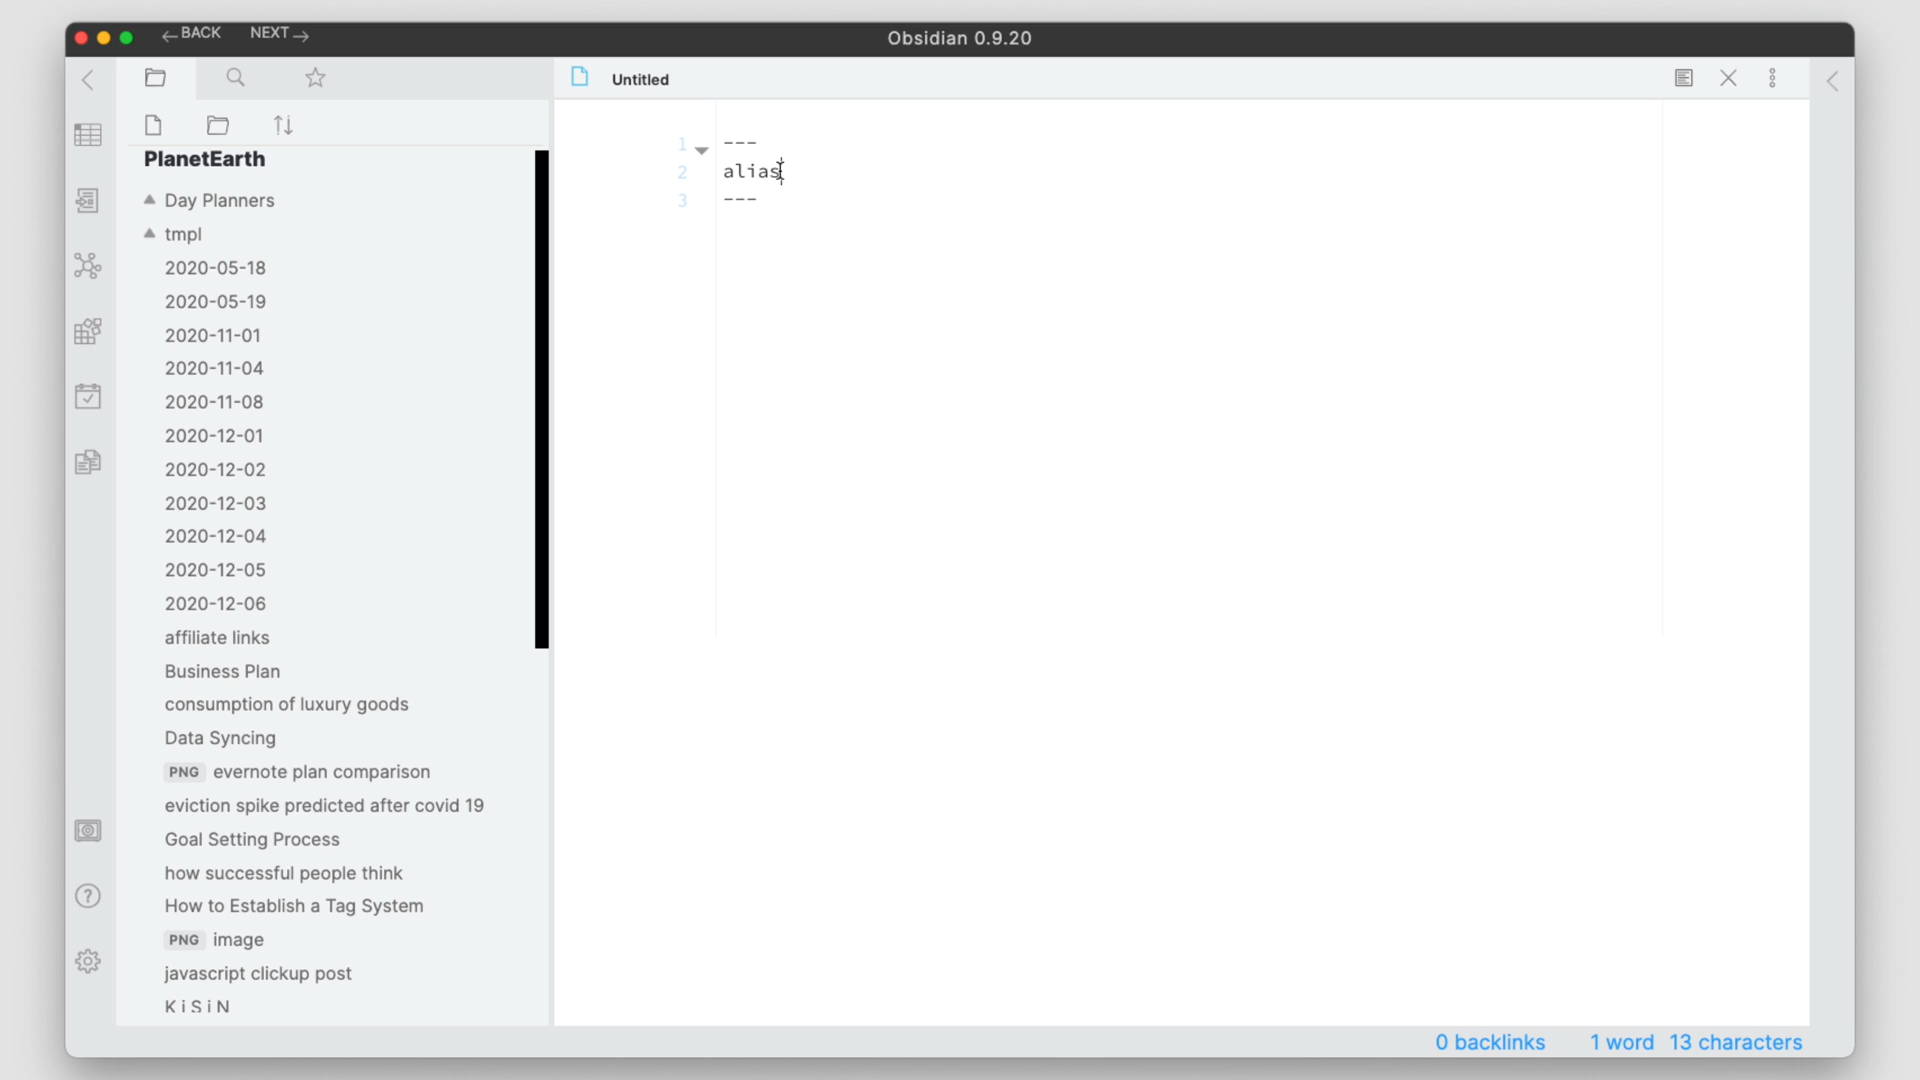 BACK NEXT Obsidian 0.9.20
Untitled
PlanetEarth
Day Planners
tmpl
2020-05-18
2020-05-19
2020-11-01
2020-11-04
2020-11-08
2020-12-01
2020-12-02
2020-12-03
2020-12-04
2020-12-05
2020-12-06
affiliate links
Business Plan
consumption of luxury goods
Data Syncing
PNG evernote plan comparison
eviction spike predicted after covid 19
Goal Setting Process
how successful people think
How to Establish a Tag System
PNG image
javascript clickup post
K i S i N
1 ---
2 alias
3 ---
0 backlinks 1 word 13 characters